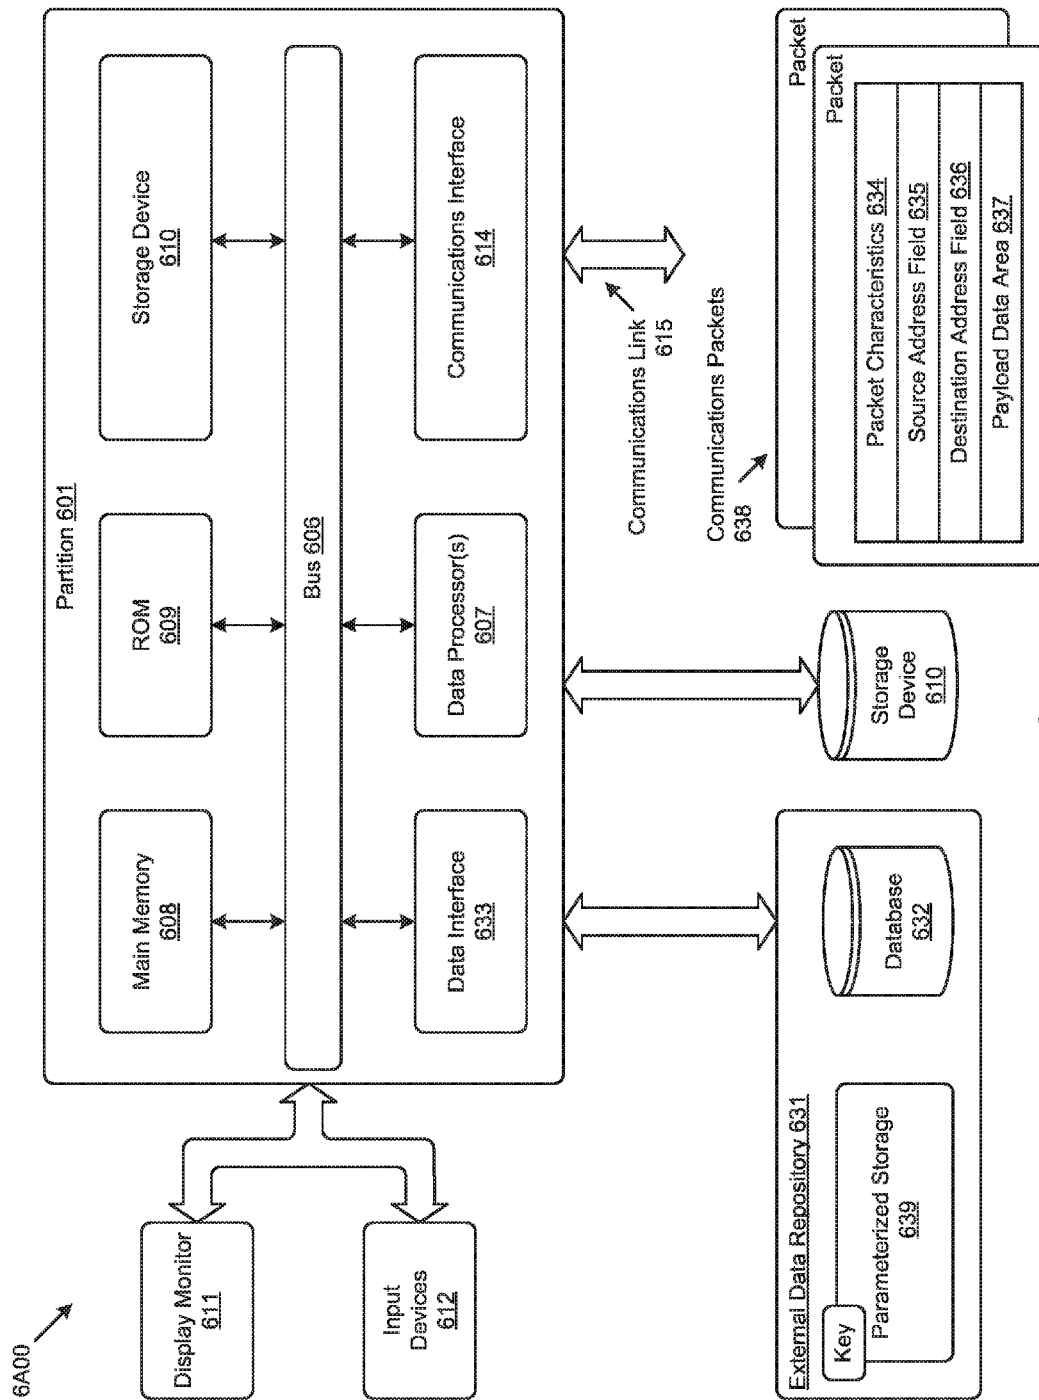 6A00
Partition 601
Main Memory
608
ROM
609
Storage Device
610
Display Monitor
611
Bus 606
Input
Devices
612
Data Interface
633
Data Processor(s)
607
Communications Interface
614
Communications Link
615
Communications Packets
638
External Data Repository 631
Key
Parameterized Storage
639
Database
632
Storage
Device
610
Packet
Packet
Packet Characteristics 634
Source Address Field 635
Destination Address Field 636
Payload Data Area 637